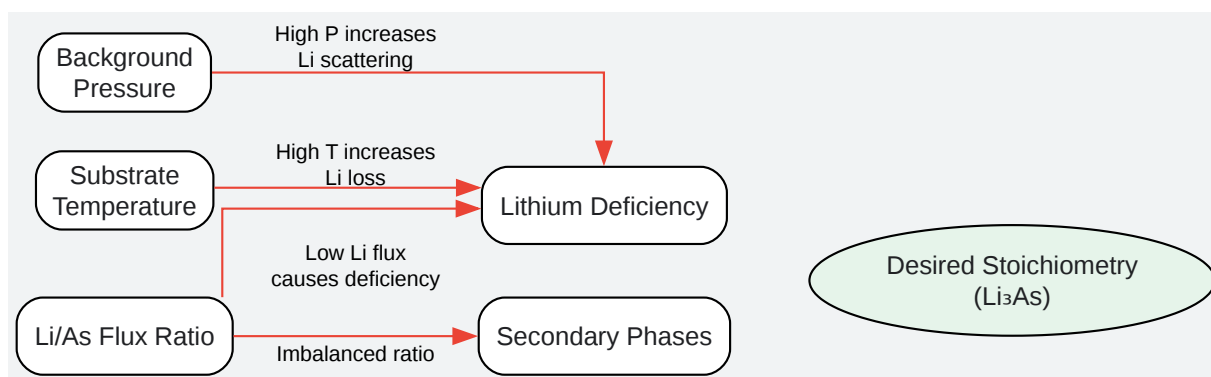 High P increases
Li scattering
Background
Pressure
High T increases
Li loss
Substrate
Temperature
Lithium Deficiency
Low Li flux
causes deficiency
Desired Stoichiometry
(Li₃As)
Li/As Flux Ratio
Imbalanced ratio
Secondary Phases